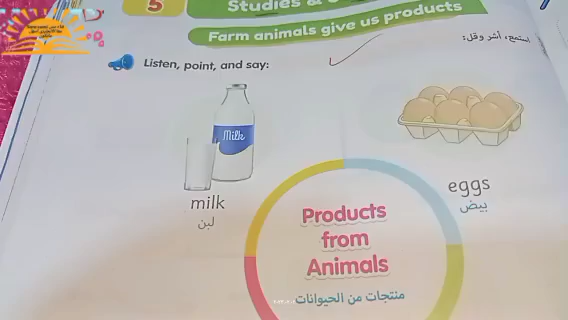 5
Studies &
Farm animals give us products
Listen, point, and say:
استمع، أشر وقل:
Milk
milk
لبن
eggs
بيض
Products
from
Animals
منتجات من الحيوانات